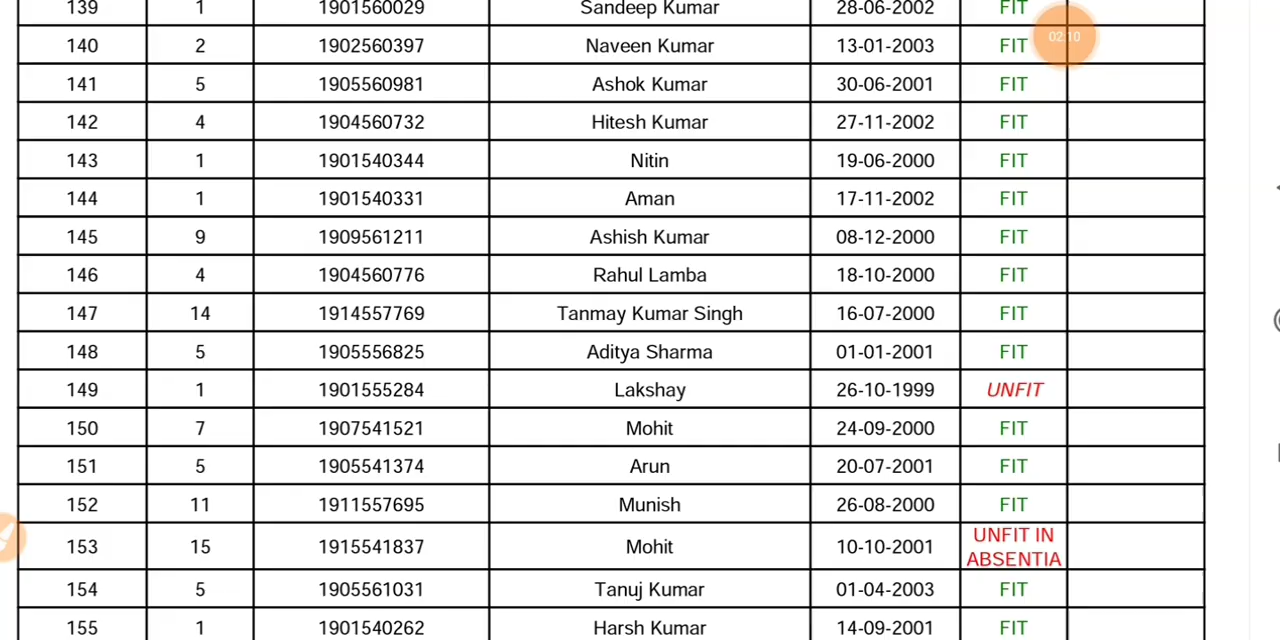 139 1 1901560029 Sandeep Kumar 28-06-2002 FIT
02:10
140 2 1902560397 Naveen Kumar 13-01-2003 FIT
141 5 1905560981 Ashok Kumar 30-06-2001 FIT
142 4 1904560732 Hitesh Kumar 27-11-2002 FIT
143 1 1901540344 Nitin 19-06-2000 FIT
144 1 1901540331 Aman 17-11-2002 FIT
145 9 1909561211 Ashish Kumar 08-12-2000 FIT
146 4 1904560776 Rahul Lamba 18-10-2000 FIT
147 14 1914557769 Tanmay Kumar Singh 16-07-2000 FIT
148 5 1905556825 Aditya Sharma 01-01-2001 FIT
149 1 1901555284 Lakshay 26-10-1999 UNFIT
150 7 1907541521 Mohit 24-09-2000 FIT
151 5 1905541374 Arun 20-07-2001 FIT
152 11 1911557695 Munish 26-08-2000 FIT
153 15 1915541837 Mohit 10-10-2001 UNFIT IN
ABSENTIA
154 5 1905561031 Tanuj Kumar 01-04-2003 FIT
155 1 1901540262 Harsh Kumar 14-09-2001 FIT